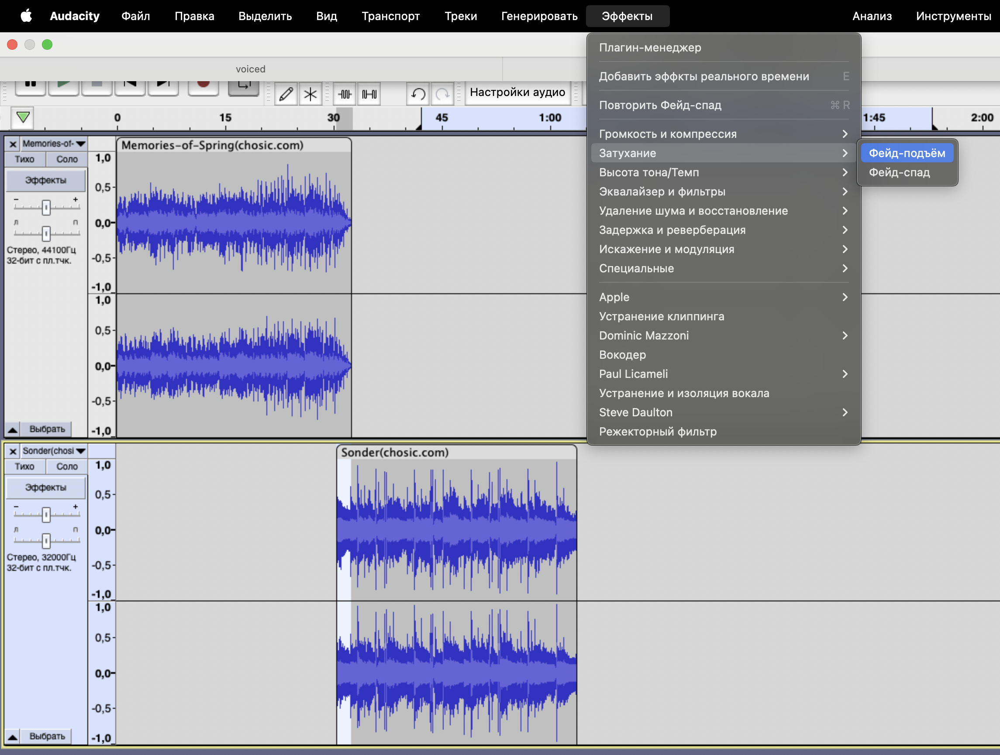 Audacity Файл Правка Выделить Вид Транспорт Треки Генерировать Эффекты Анализ Инструменты
voiced
Настройки аудио
0 15 30 45 1:00 1:45 2:00
Плагин-менеджер
Добавить эффкты реального времени E
Повторить Фейд-спад ⌘ R
Громкость и компрессия
Затухание
Высота тона/Темп
Эквалайзер и фильтры
Удаление шума и восстановление
Задержка и реверберация
Искажение и модуляция
Специальные
Apple
Устранение клиппинга
Dominic Mazzoni
Вокодер
Paul Licameli
Устранение и изоляция вокала
Steve Daulton
Режекторный фильтр
Фейд-подъём
Фейд-спад
Memories-of-
Memories-of-Spring(chosic.com)
Тихо Соло
Эффекты
- +
Л П
Стерео, 44100Гц
32-бит с пл.тчк.
Выбрать
1,0
0,5
0,0
-0,5
-1,0
1,0
0,5
0,0
-0,5
-1,0
Sonder(chosi
Sonder(chosic.com)
Тихо Соло
Эффекты
- +
Л П
Стерео, 32000Гц
32-бит с пл.тчк.
Выбрать
1,0
0,5
0,0
-0,5
-1,0
1,0
0,5
0,0
-0,5
-1,0